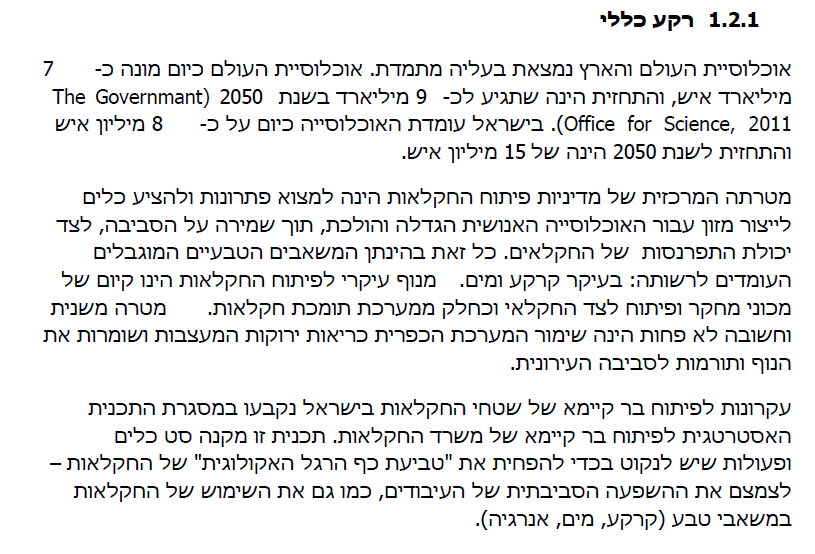 1.2.1 רקע כללי
אוכלוסיית העולם והארץ נמצאת בעליה מתמדת. אוכלוסיית העולם כיום מונה כ- 7
מיליארד איש, והתחזית הינה שתגיע לכ- 9 מיליארד בשנת 2050 (The Governmant
Office for Science, 2011). בישראל עומדת האוכלוסייה כיום על כ- 8 מיליון איש
והתחזית לשנת 2050 הינה של 15 מיליון איש.
מטרתה המרכזית של מדיניות פיתוח החקלאות הינה למצוא פתרונות ולהציע כלים
לייצור מזון עבור האוכלוסייה האנושית הגדלה והולכת, תוך שמירה על הסביבה, לצד
יכולת התפרנסות של החקלאים. כל זאת בהינתן המשאבים הטבעיים המוגבלים
העומדים לרשותה: בעיקר קרקע ומים. מנוף עיקרי לפיתוח החקלאות הינו קיום של
מכוני מחקר ופיתוח לצד החקלאי וכחלק ממערכת תומכת חקלאות. מטרה משנית
וחשובה לא פחות הינה שימור המערכת הכפרית כריאות ירוקות המעצבות ושומרות את
הנוף ותורמות לסביבה העירונית.
עקרונות לפיתוח בר קיימא של שטחי החקלאות בישראל נקבעו במסגרת התכנית
האסטרטגית לפיתוח בר קיימא של משרד החקלאות. תכנית זו מקנה סט כלים
ופעולות שיש לנקוט בכדי להפחית את "טביעת כף הרגל האקולוגית" של החקלאות –
לצמצם את ההשפעה הסביבתית של העיבודים, כמו גם את השימוש של החקלאות
במשאבי טבע (קרקע, מים, אנרגיה).